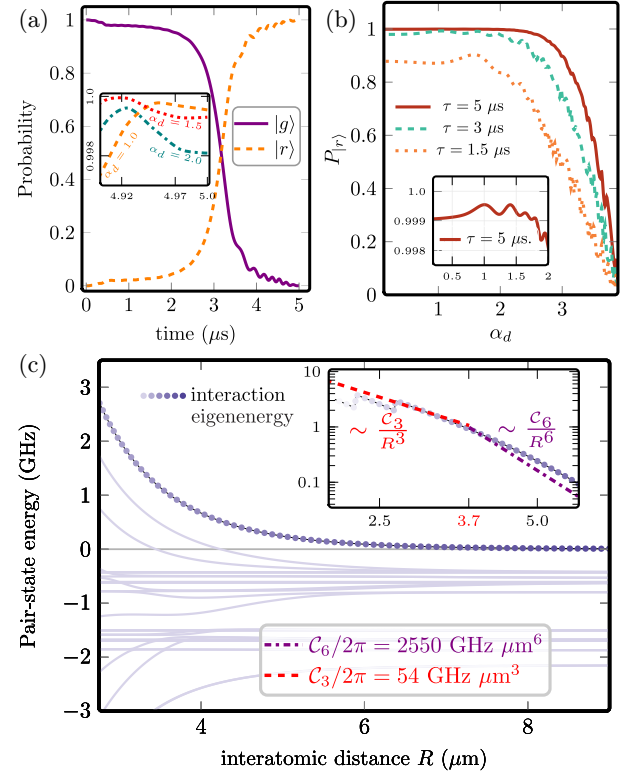 (a)
Probability
1.0
0.8
0.6
0.4
0.2
0
0
1
2
3
4
5
time (μs)
|g⟩
|r⟩
1.0
0.998
4.92
4.97
5.0
α_d = 1.5
α_d = 1.0
α_d = 2.0
(b)
P_|r⟩
1.0
0.8
0.6
0.4
0.2
0
1
2
3
α_d
τ = 5 μs
τ = 3 μs
τ = 1.5 μs
1.0
0.999
0.998
0.5
1
1.5
2
τ = 5 μs.
(c)
Pair-state energy (GHz)
3
2
1
0
−1
−2
−3
4
6
8
interatomic distance R (μm)
interaction
eigenenergy
10
1
0.1
2.5
3.7
5.0
∼ C_3/R^3
∼ C_6/R^6
C_6/2π = 2550 GHz μm^6
C_3/2π = 54 GHz μm^3